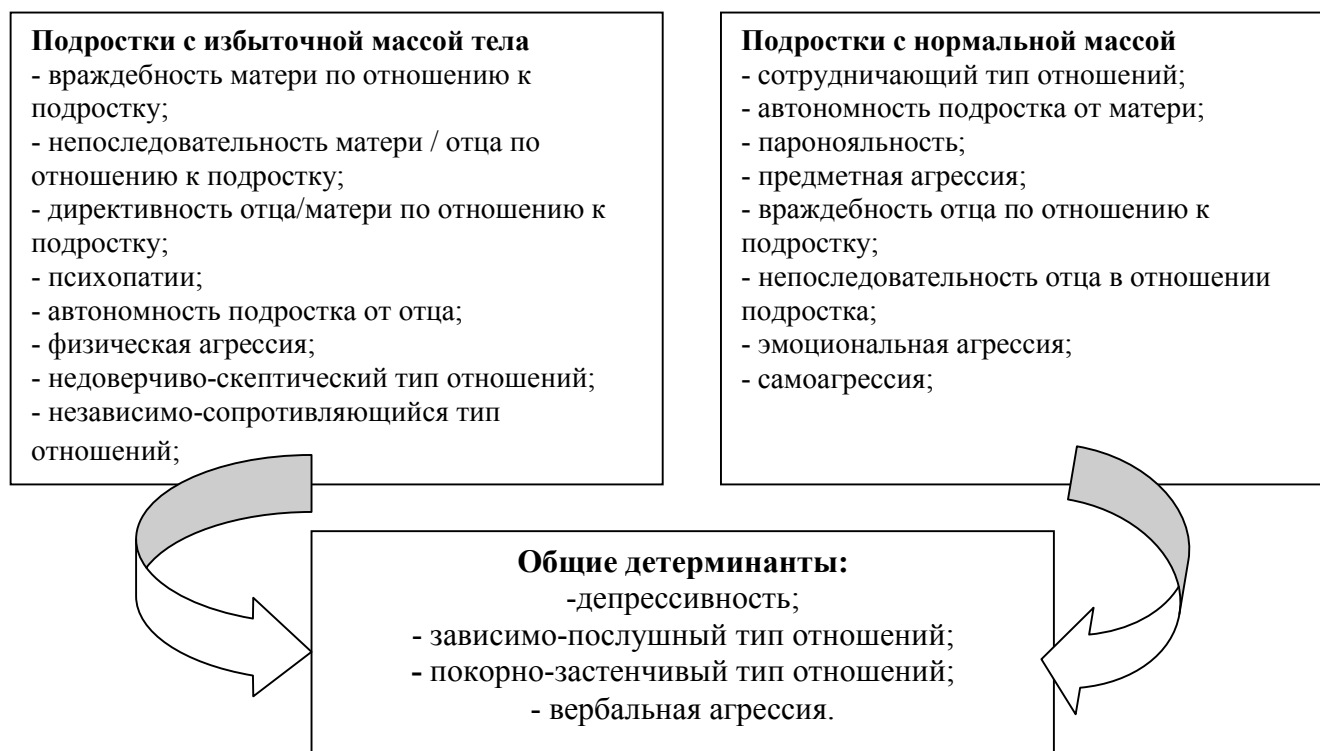 Подростки с избыточной массой тела
- враждебность матери по отношению к
подростку;
- непоследовательность матери / отца по
отношению к подростку;
- директивность отца/матери по отношению к
подростку;
- психопатии;
- автономность подростка от отца;
- физическая агрессия;
- недоверчиво-скептический тип отношений;
- независимо-сопротивляющийся тип
отношений;
Подростки с нормальной массой
- сотрудничающий тип отношений;
- автономность подростка от матери;
- паронояльность;
- предметная агрессия;
- враждебность отца по отношению к
подростку;
- непоследовательность отца в отношении
подростка;
- эмоциональная агрессия;
- самоагрессия;
Общие детерминанты:
-депрессивность;
- зависимо-послушный тип отношений;
- покорно-застенчивый тип отношений;
- вербальная агрессия.